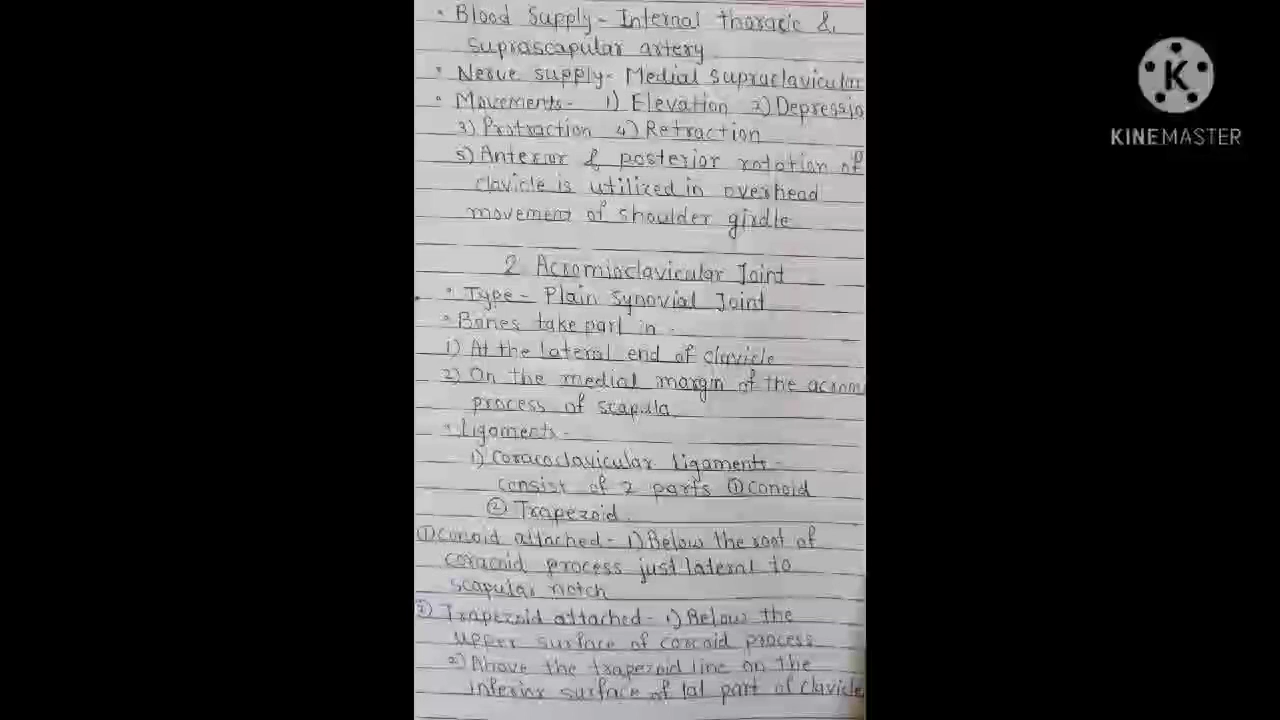 • Blood Supply - Internal thoracic &
suprascapular artery
• Nerve supply - Medial supraclavicular
• Movements - 1) Elevation 2) Depressio
3) Protraction 4) Retraction
5) Anterior & posterior rotation of
clavicle is utilized in overhead
movement of shoulder girdle
2 Acromioclavicular Joint
• Type - Plain Synovial Joint
• Bones take part in -
1) At the lateral end of clavicle
2) On the medial margin of the acrom
process of scapula
• Ligaments -
1) Coracoclavicular ligaments -
consist of 2 parts ① Conoid
② Trapezoid.
① Conoid attached - 1) Below the root of
coracoid process just lateral to
scapular notch
② Trapezoid attached - 1) Below the
upper surface of corcoid process
2) Above the trapezoid line on the
inferior surface of lal part of clavicle
K
KINEMASTER